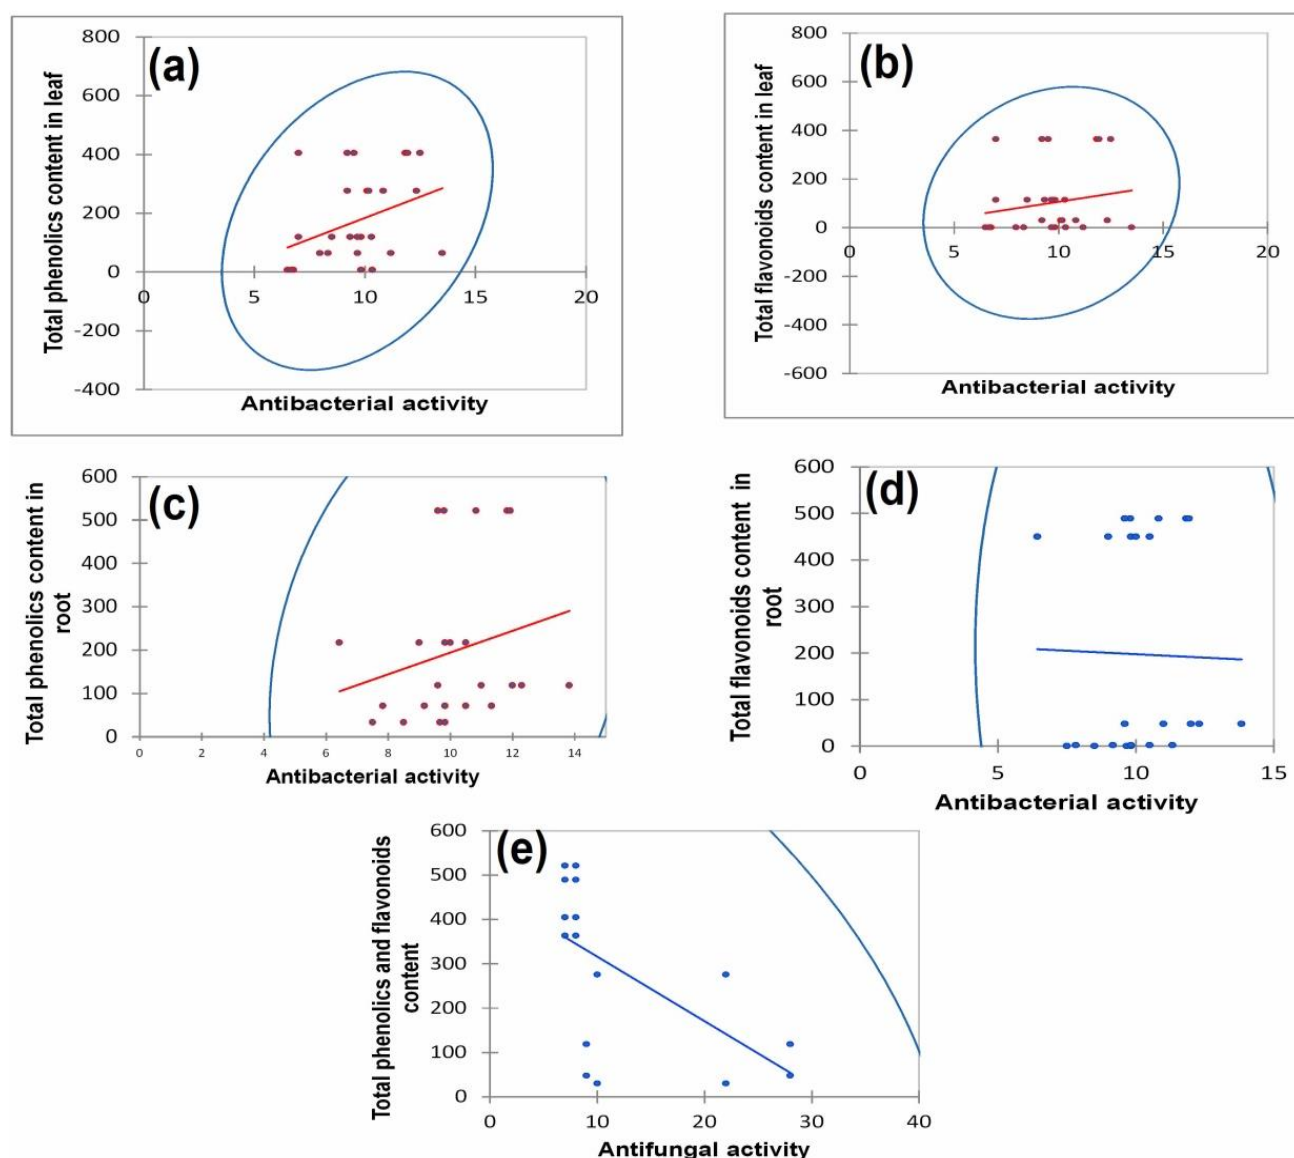 (a)
Total phenolics content in leaf
800
600
400
200
0
-200
-400
0 5 10 15 20
Antibacterial activity
(b)
Total flavonoids content in leaf
800
600
400
200
0
-200
-400
-600
0 5 10 15 20
Antibacterial activity
(c)
Total phenolics content in
root
600
500
400
300
200
100
0
0 2 4 6 8 10 12 14
Antibacterial activity
(d)
Total flavonoids content in
root
600
500
400
300
200
100
0
0 5 10 15
Antibacterial activity
(e)
Total phenolics and flavonoids
content
600
500
400
300
200
100
0
0 10 20 30 40
Antifungal activity